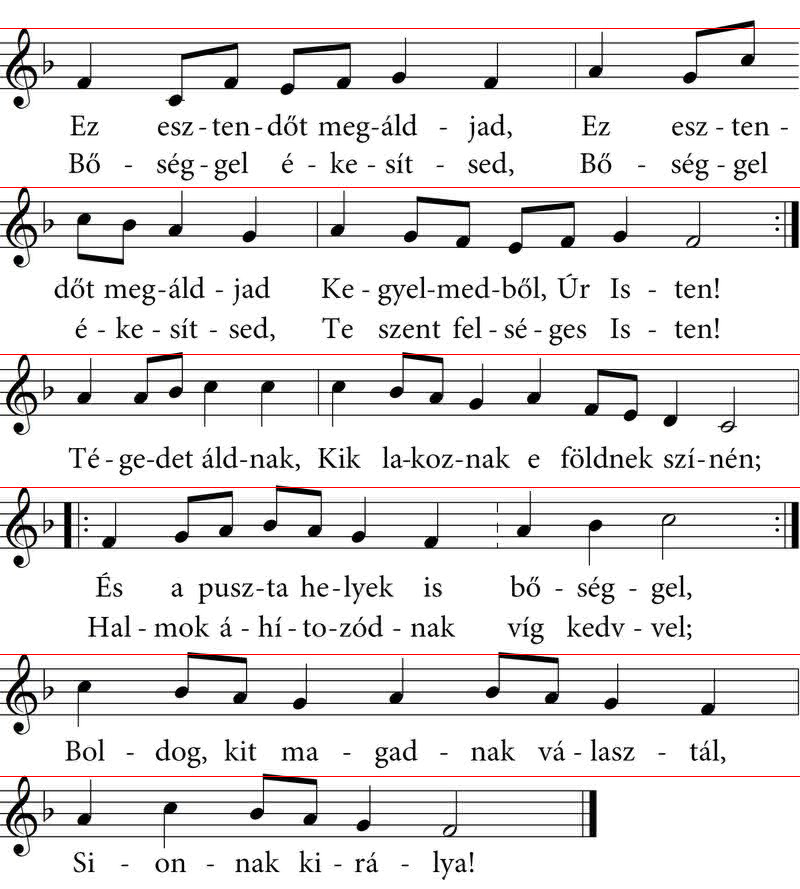 Ez esz - ten - dőt meg - áld - jad, Ez esz - ten -
Bő - ség - gel é - ke - sít - sed, Bő - ség - gel
dőt meg - áld - jad Ke - gyel - med - ből, Úr Is - ten!
é - ke - sít - sed, Te szent fel - sé - ges Is - ten!
Té - ge - det áld - nak, Kik la - koz - nak e földnek szí - nén;
És a pusz - ta he - lyek is bő - ség - gel,
Hal - mok á - hí - to - zód - nak víg kedv - vel;
Bol - dog, kit ma - gad - nak vá - lasz - tál,
Si - on - nak ki - rá - lya!